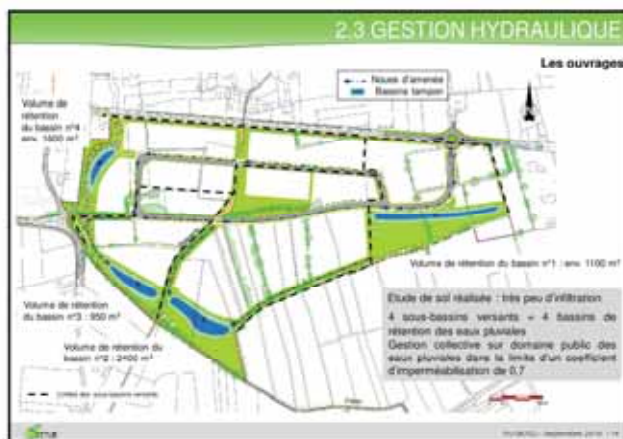 2.3 GESTION HYDRAULIQUE
Les ouvrages
Noues d'amenée
Bassins tampon
Volume de
rétention
du bassin n°4 :
env. 1600 m³
Volume de rétention du bassin n°1 : env. 1100 m³
Volume de rétention
du bassin n°3 : 950 m³
Volume de rétention du
bassin n°2 : 2400 m³
Etude de sol réalisée : très peu d'infiltration
4 sous-bassins versants = 4 bassins de
rétention des eaux pluviales
Gestion collective sur domaine public des
eaux pluviales dans la limite d'un coefficient
d'imperméabilisation de 0.7
Limites des sous-bassins versants